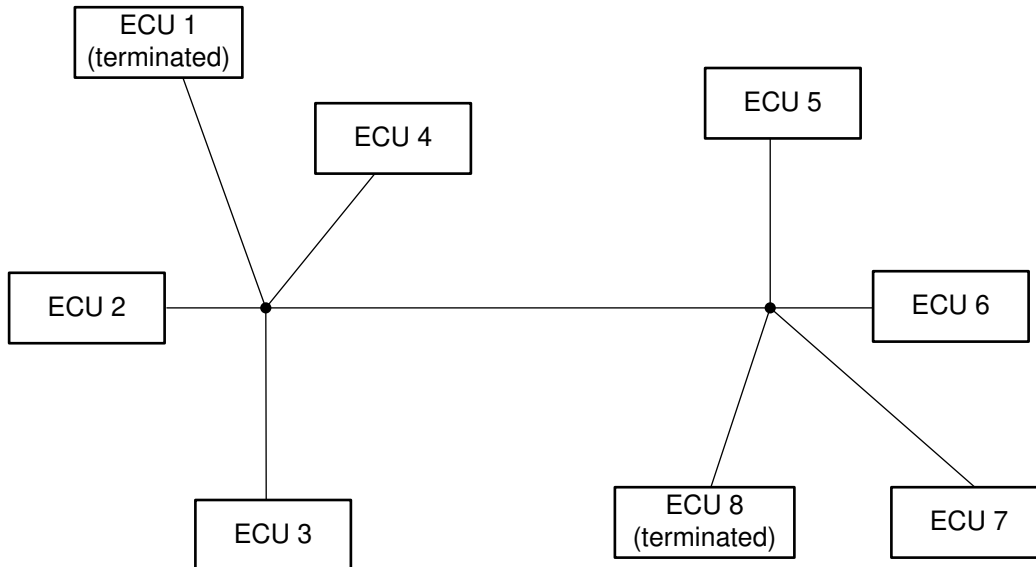 ECU 1
(terminated)
ECU 4
ECU 5
ECU 2
ECU 6
ECU 3
ECU 8
(terminated)
ECU 7